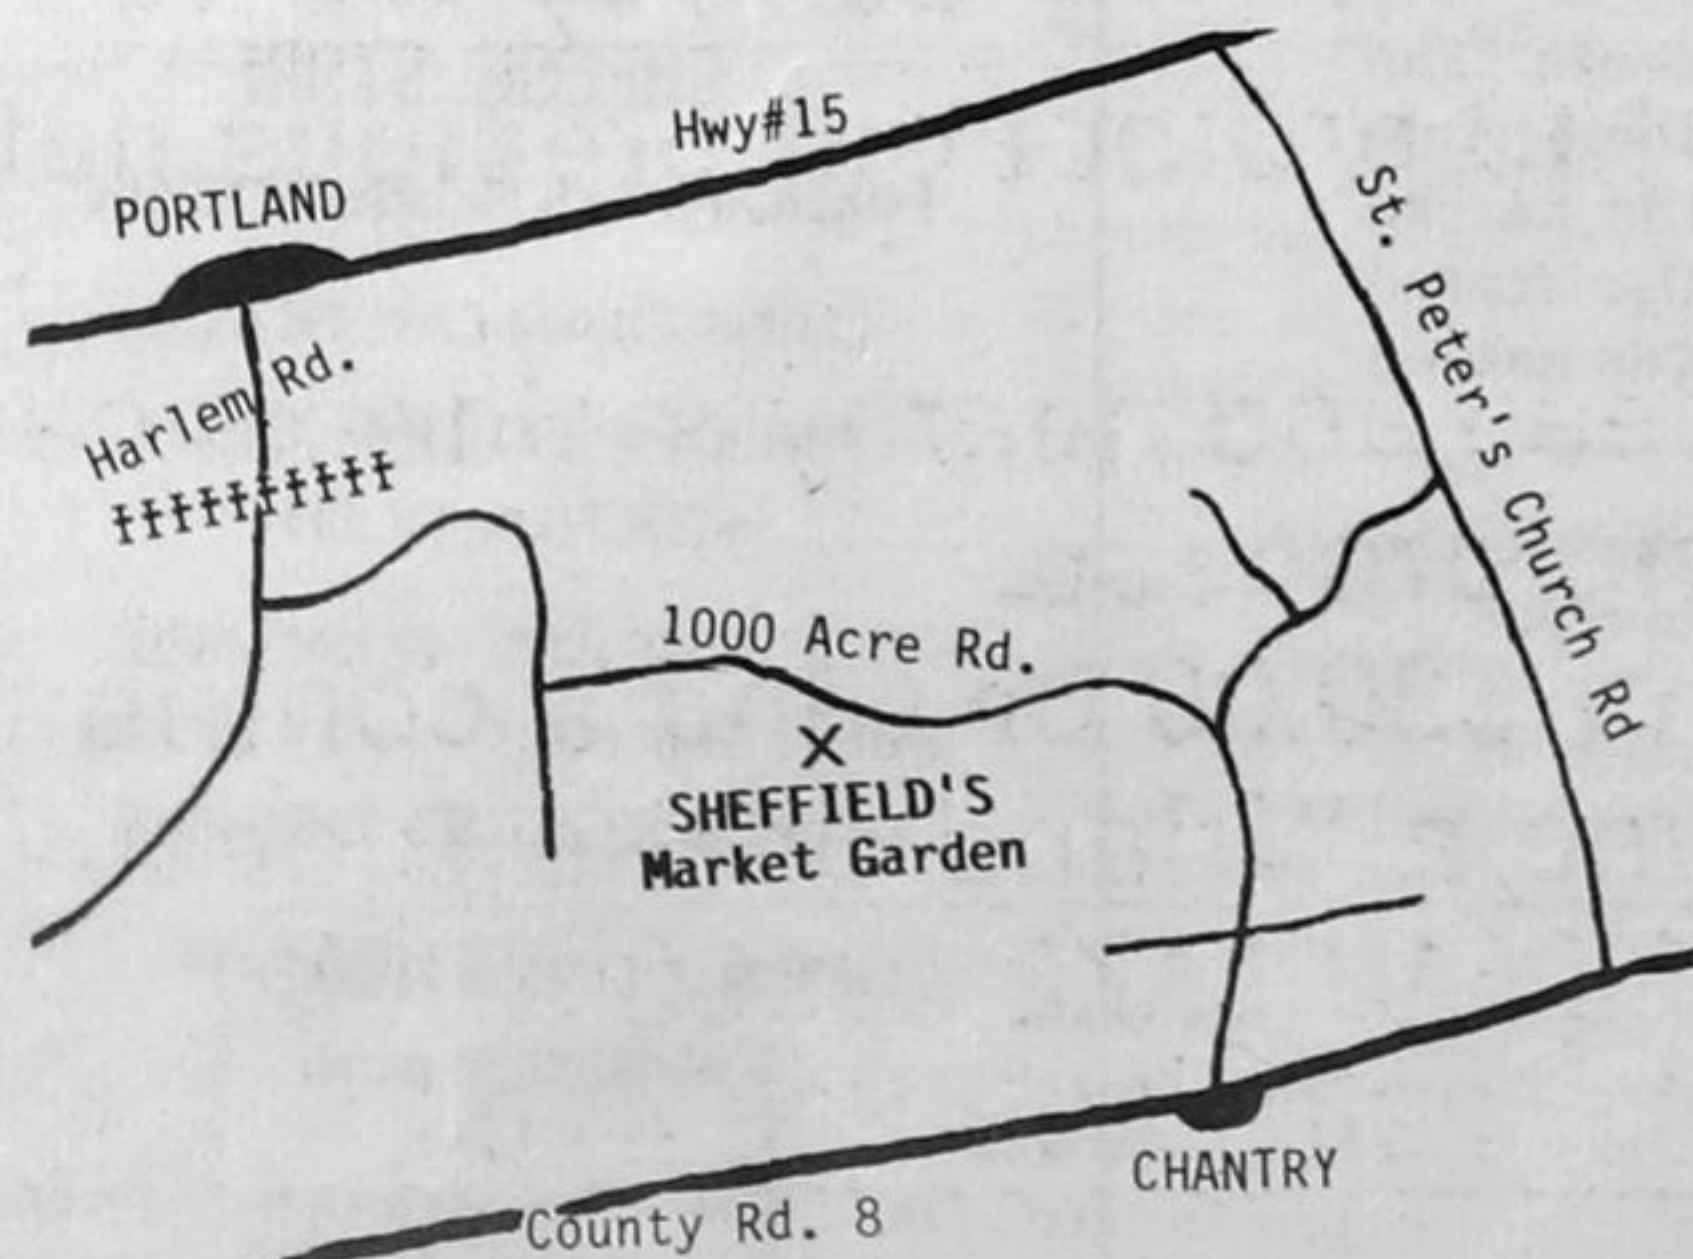 Hwy#15
PORTLAND
St. Peter's Church Rd
Harlem Rd.
1000 Acre Rd.
X
SHEFFIELD'S
Market Garden
CHANTRY
County Rd. 8